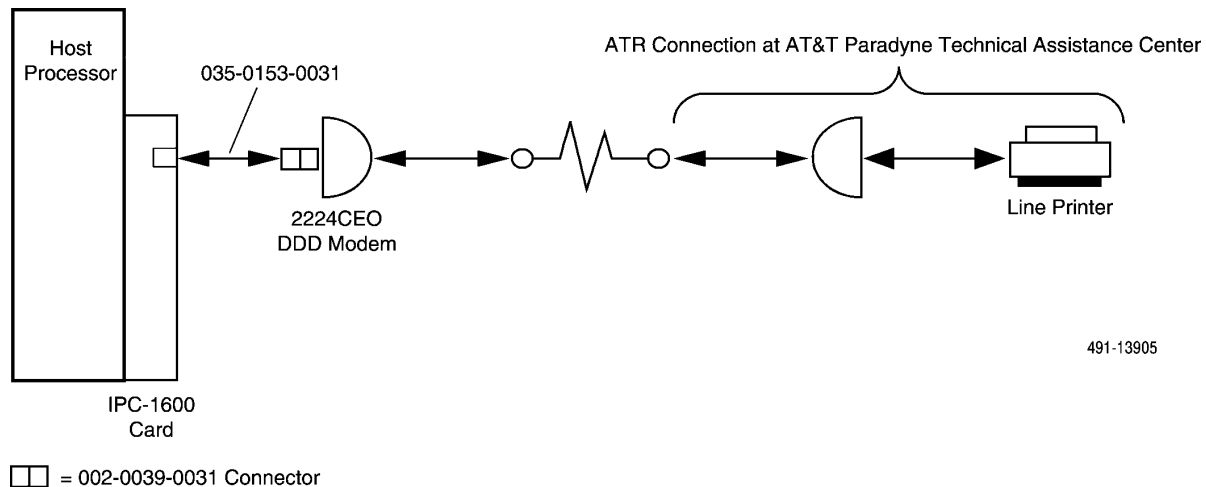 Host
Processor
035-0153-0031
ATR Connection at AT&T Paradyne Technical Assistance Center
2224CEO
DDD Modem
Line Printer
491-13905
IPC-1600
Card
= 002-0039-0031 Connector